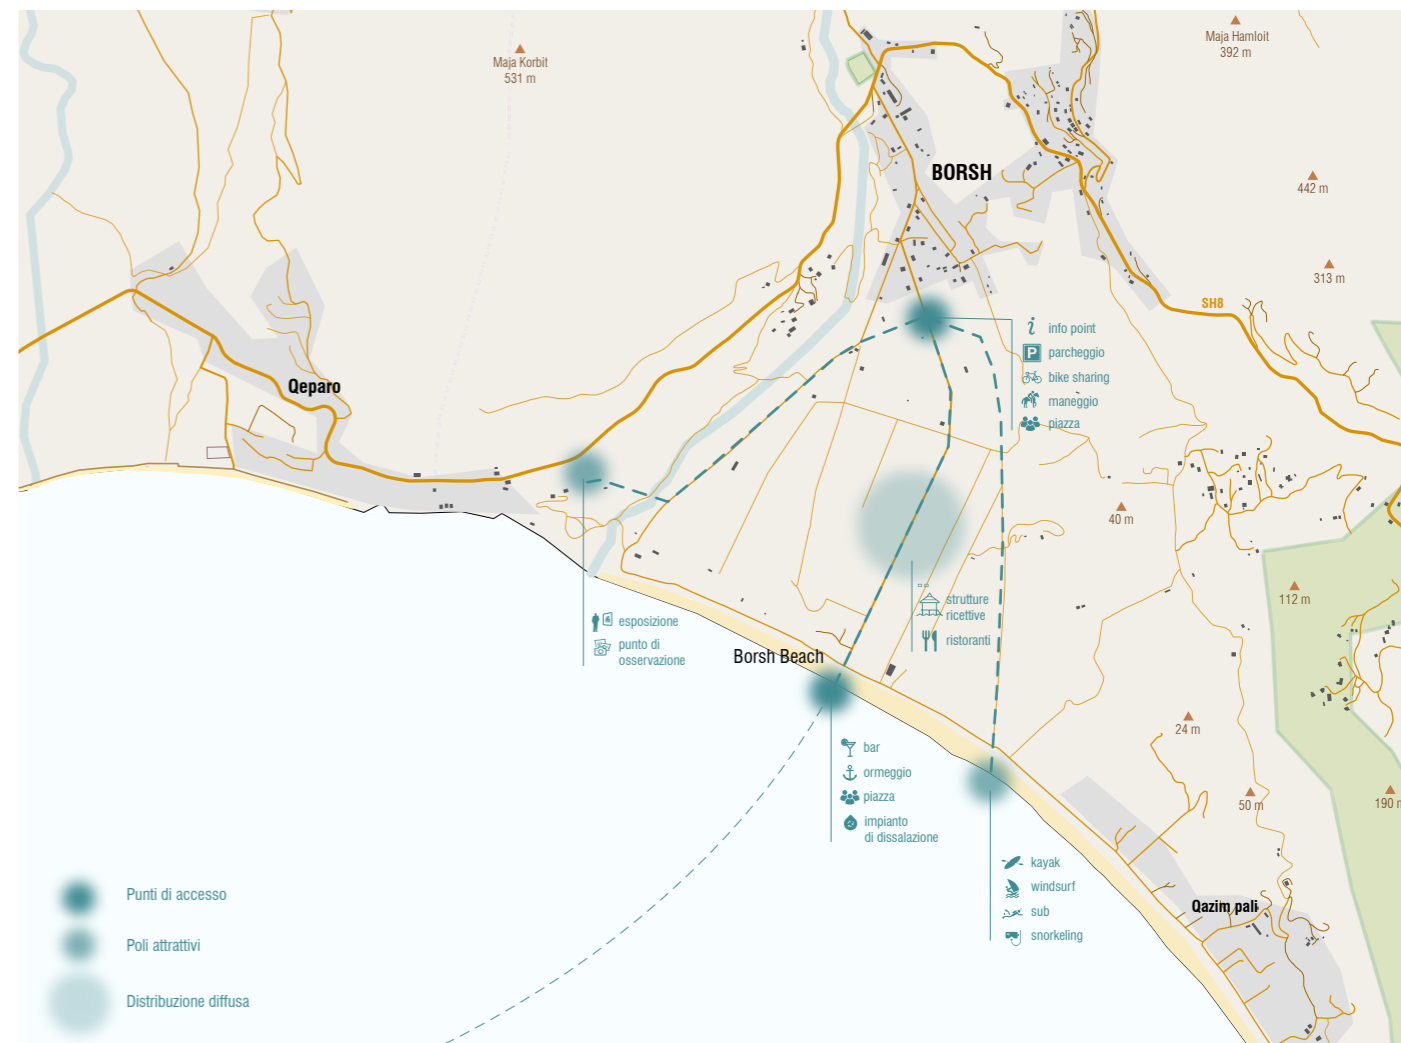 Maja Korbit
531 m
Maja Hamloit
392 m
BORSH
442 m
313 m
SH8
info point
P
parcheggio
bike sharing
maneggio
piazza
Qeparo
40 m
112 m
strutture
ricettive
ristoranti
esposizione
punto di
osservazione
Borsh Beach
24 m
bar
ormeggio
piazza
impianto
di dissalazione
50 m
190 m
kayak
windsurf
sub
snorkeling
Qazim pali
Punti di accesso
Poli attrattivi
Distribuzione diffusa